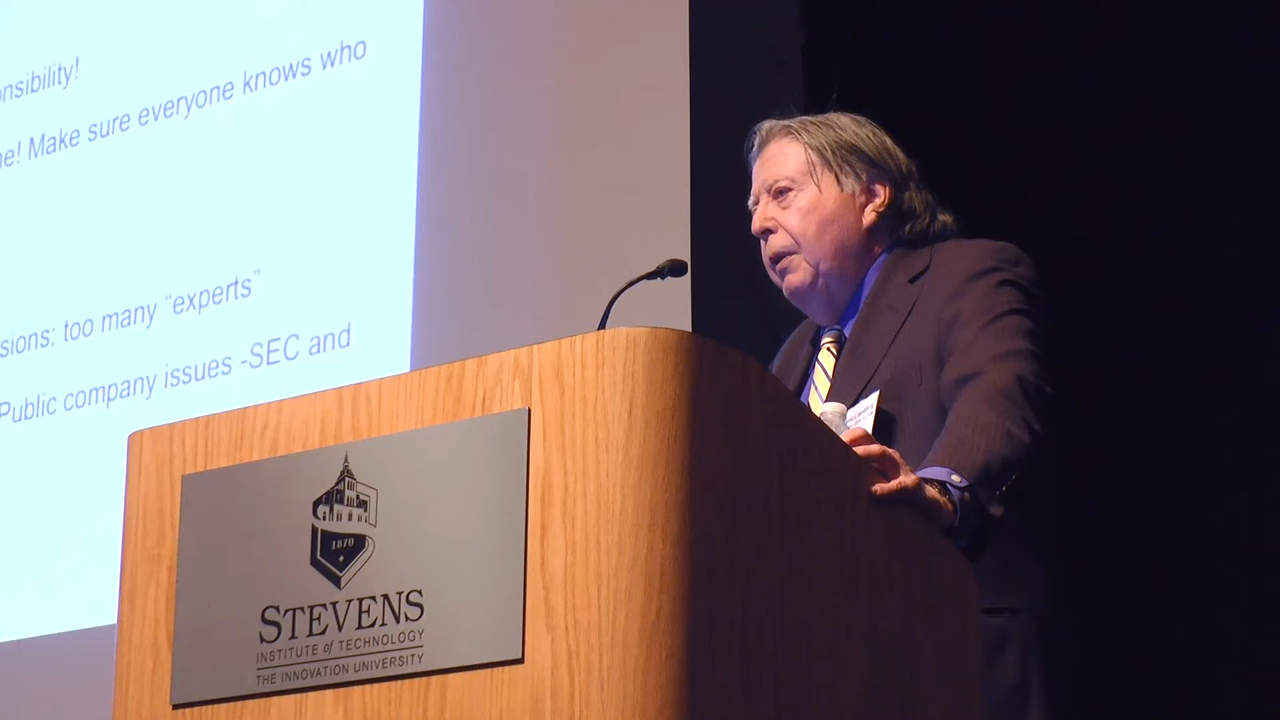 onsibility!
ne! Make sure everyone knows who
sions; too many “experts”
Public company issues -SEC and
1870
STEVENS
INSTITUTE of TECHNOLOGY
THE INNOVATION UNIVERSITY